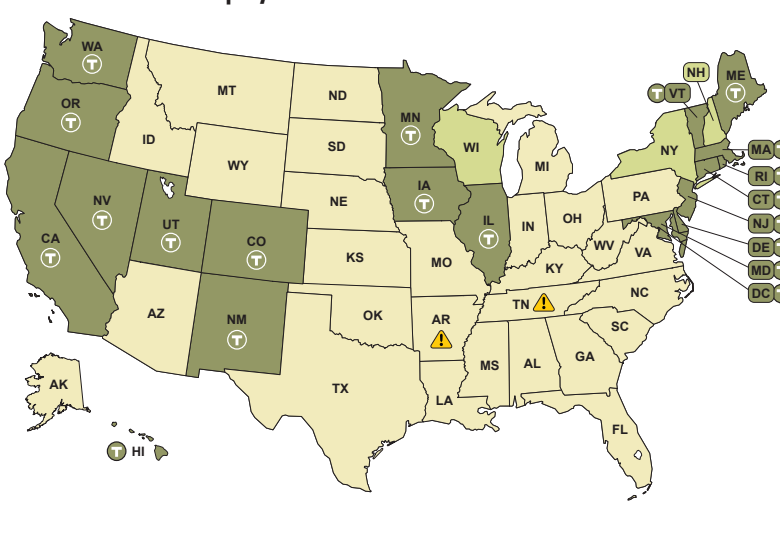 WA
T
OR
T
MT
ID
WY
ND
SD
NE
KS
MN
T
WI
IA
T
IL
T
MI
IN
OH
NV
T
UT
T
CA
T
CO
T
AZ
NM
T
OK
TX
MO
AR
!
LA
TN !
KY
WV
VA
NC
SC
MS
AL
GA
FL
PA
NY
NH
T VT
ME
T
MA
RI
CT
NJ
DE
MD
DC
AK
T HI